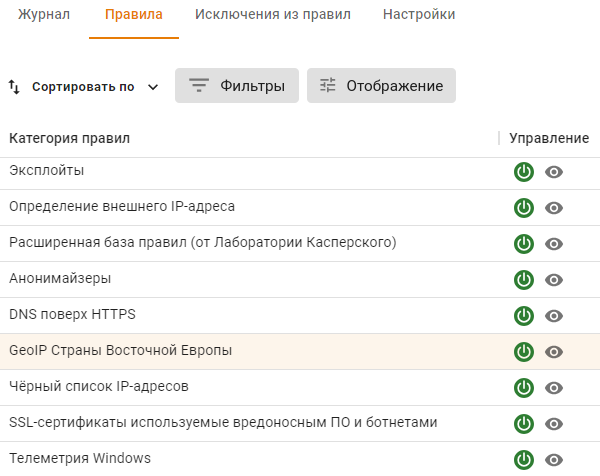 Журнал Правила Исключения из правил Настройки
Сортировать по Фильтры Отображение
Категория правил Управление
Эксплойты
Определение внешнего IP-адреса
Расширенная база правил (от Лаборатории Касперского)
Анонимайзеры
DNS поверх HTTPS
GeoIP Страны Восточной Европы
Чёрный список IP-адресов
SSL-сертификаты используемые вредоносным ПО и ботнетами
Телеметрия Windows